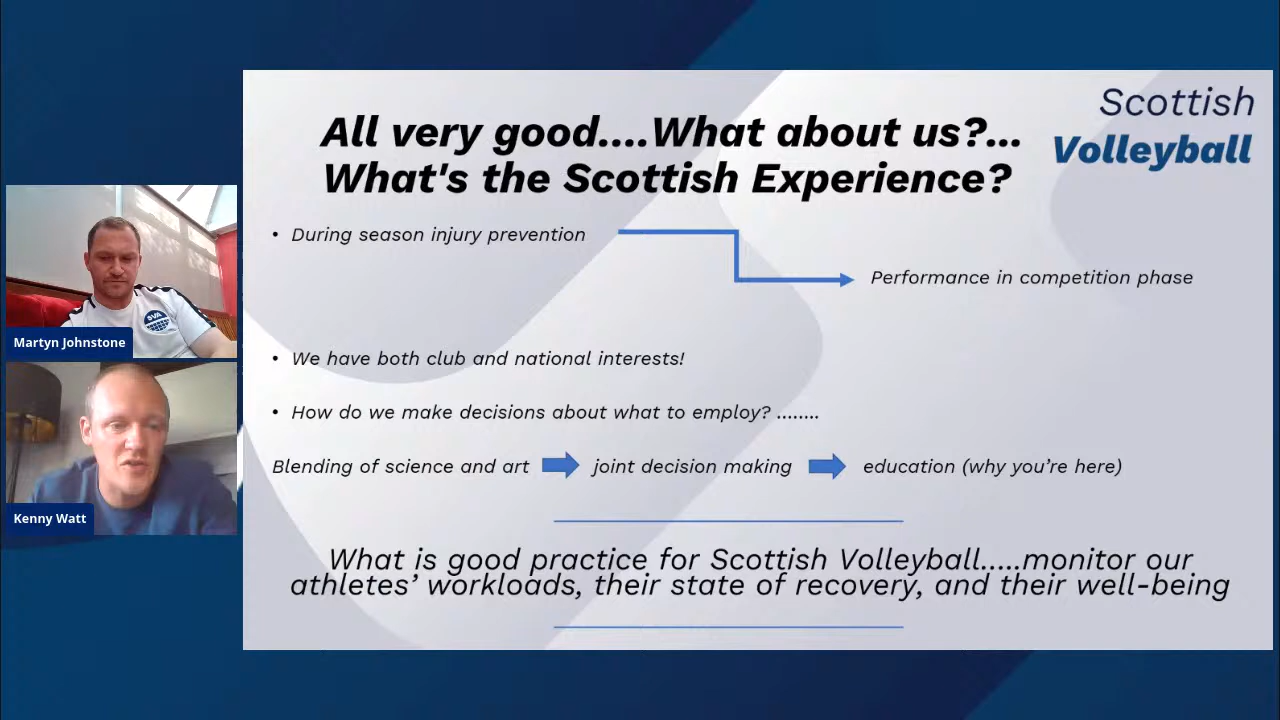 Scottish
Volleyball
All very good....What about us?...
What's the Scottish Experience?
• During season injury prevention
Performance in competition phase
• We have both club and national interests!
• How do we make decisions about what to employ? ........
Blending of science and art joint decision making education (why you’re here)
What is good practice for Scottish Volleyball.....monitor our
athletes’ workloads, their state of recovery, and their well-being
SVA
Martyn Johnstone
Kenny Watt